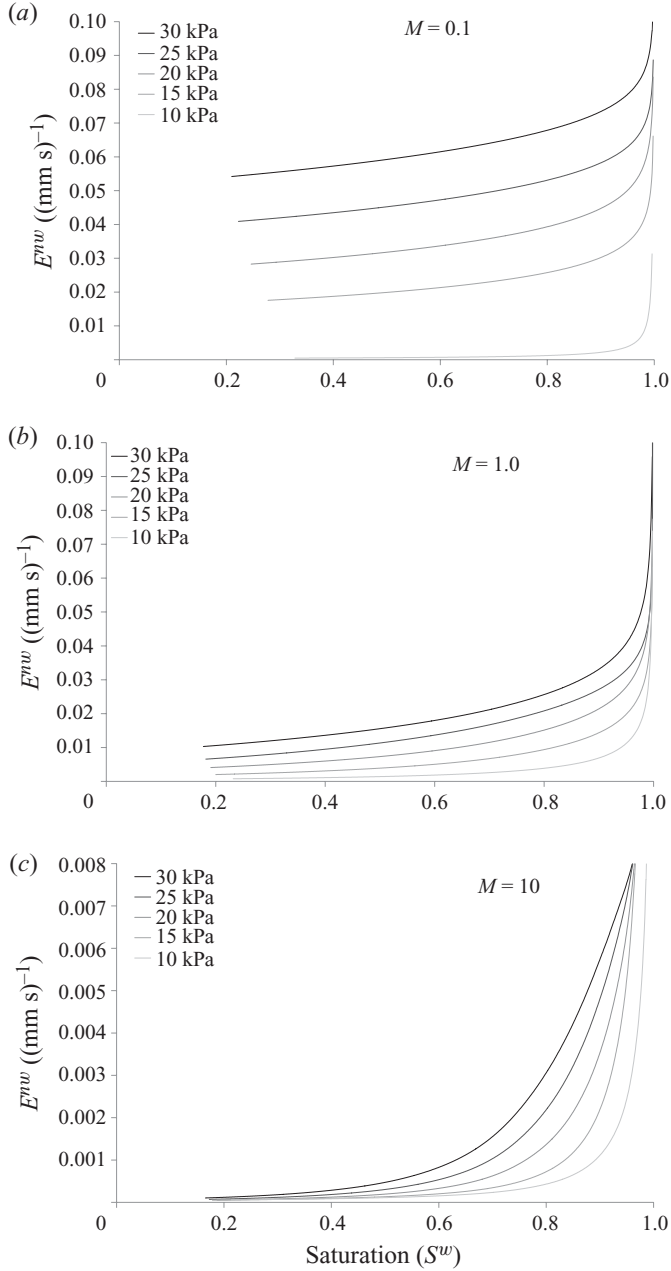 (a)
M = 0.1
30 kPa
25 kPa
20 kPa
15 kPa
10 kPa
0.10
0.09
0.08
0.07
0.06
0.05
0.04
0.03
0.02
0.01
0
0.2
0.4
0.6
0.8
1.0
E^{nw} ((mm s)^{−1})
(b)
M = 1.0
30 kPa
25 kPa
20 kPa
15 kPa
10 kPa
0.10
0.09
0.08
0.07
0.06
0.05
0.04
0.03
0.02
0.01
0
0.2
0.4
0.6
0.8
1.0
E^{nw} ((mm s)^{−1})
(c)
M = 10
30 kPa
25 kPa
20 kPa
15 kPa
10 kPa
0.008
0.007
0.006
0.005
0.004
0.003
0.002
0.001
0
0.2
0.4
0.6
0.8
1.0
E^{nw} ((mm s)^{−1})
Saturation (S^w)